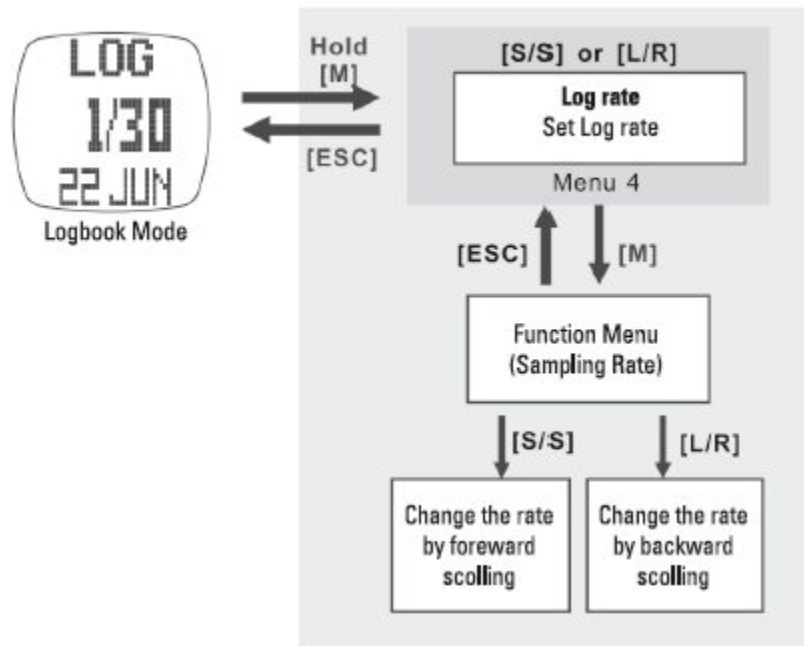 LOG
1/30
22 JUN
Logbook Mode
Hold
[M]
[ESC]
[S/S] or [L/R]
Log rate
Set Log rate
Menu 4
[ESC]
[M]
Function Menu
(Sampling Rate)
[S/S]
[L/R]
Change the rate
by foreward
scolling
Change the rate
by backward
scolling